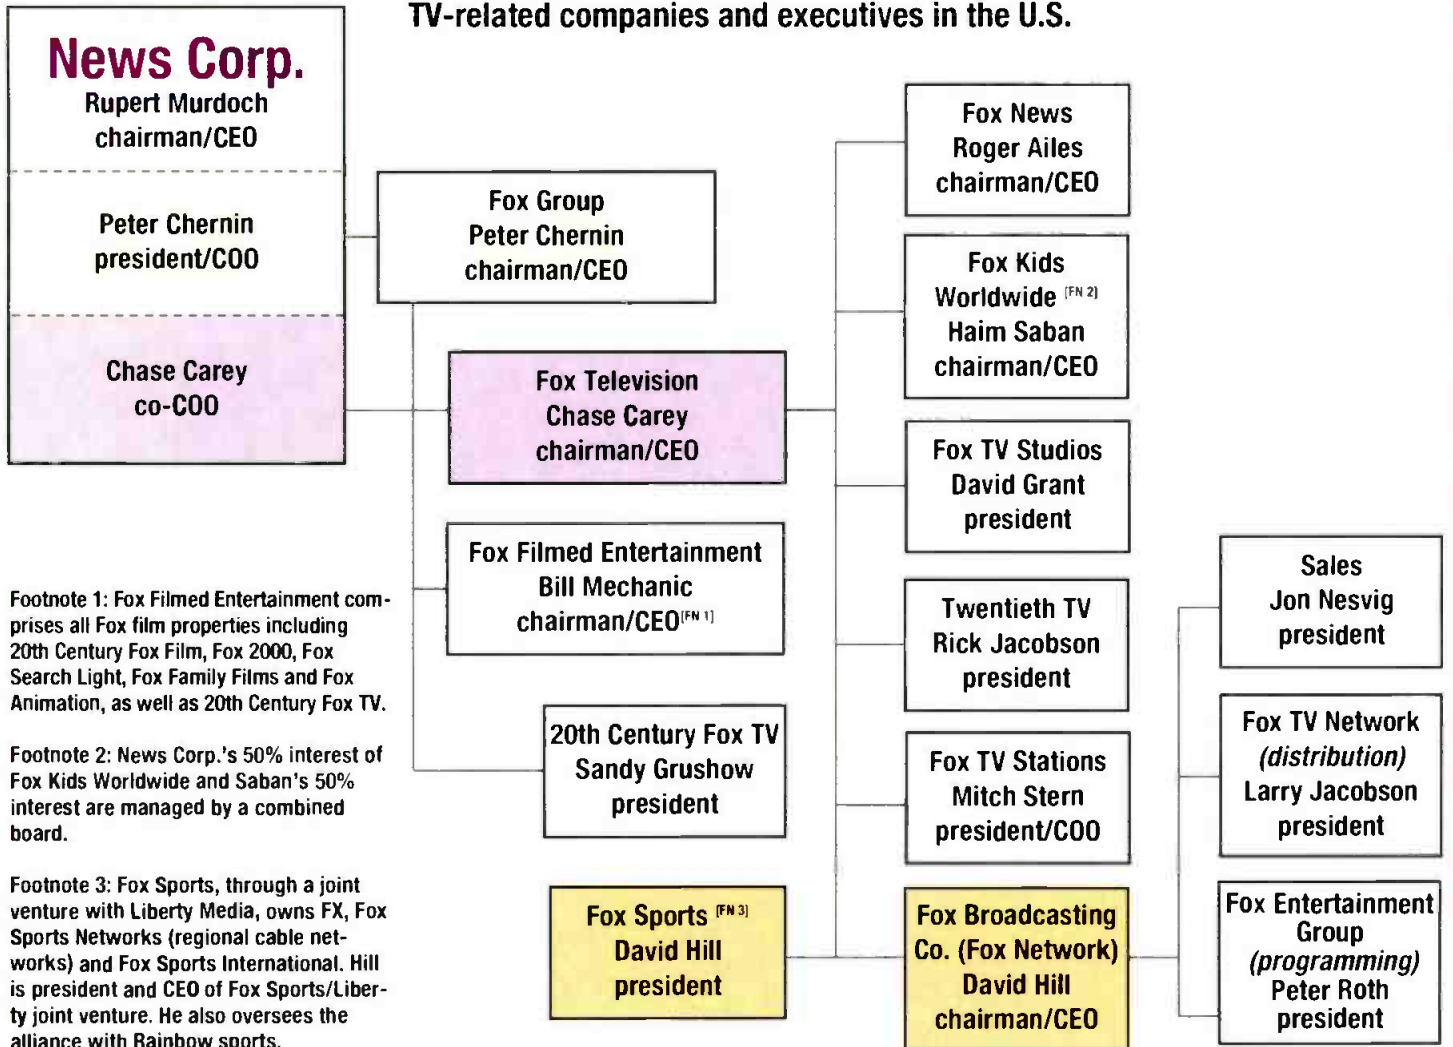 TV-related companies and executives in the U.S.
News Corp.
Rupert Murdoch
chairman/CEO
Peter Chernin
president/COO
Chase Carey
co-COO
Fox Group
Peter Chernin
chairman/CEO
Fox Television
Chase Carey
chairman/CEO
Fox Filmed Entertainment
Bill Mechanic
chairman/CEO[FN 1]
20th Century Fox TV
Sandy Grushow
president
Fox Sports [FN 3]
David Hill
president
Fox News
Roger Ailes
chairman/CEO
Fox Kids
Worldwide [FN 2]
Haim Saban
chairman/CEO
Fox TV Studios
David Grant
president
Twentieth TV
Rick Jacobson
president
Fox TV Stations
Mitch Stern
president/COO
Fox Broadcasting
Co. (Fox Network)
David Hill
chairman/CEO
Sales
Jon Nesvig
president
Fox TV Network
(distribution)
Larry Jacobson
president
Fox Entertainment
Group
(programming)
Peter Roth
president
Footnote 1: Fox Filmed Entertainment com-
prises all Fox film properties including
20th Century Fox Film, Fox 2000, Fox
Search Light, Fox Family Films and Fox
Animation, as well as 20th Century Fox TV.
Footnote 2: News Corp.'s 50% interest of
Fox Kids Worldwide and Saban's 50%
interest are managed by a combined
board.
Footnote 3: Fox Sports, through a joint
venture with Liberty Media, owns FX, Fox
Sports Networks (regional cable net-
works) and Fox Sports International. Hill
is president and CEO of Fox Sports/Liber-
ty joint venture. He also oversees the
alliance with Rainbow sports.